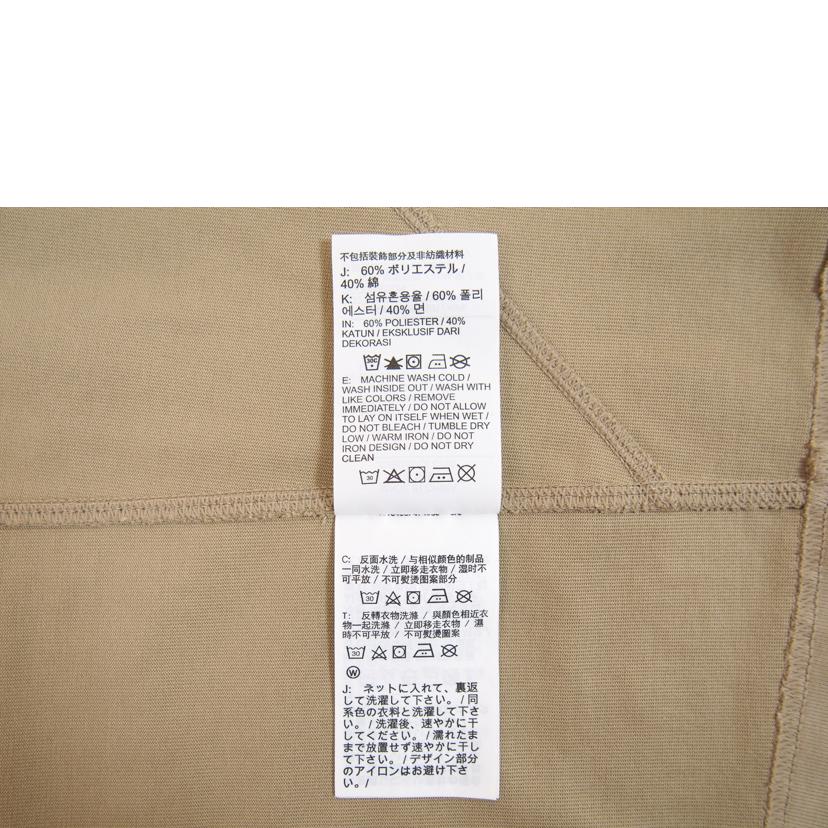 不包括裝飾部分及非紡織材料
J: 60% ポリエステル /
40% 綿
K: 섬유혼용율 / 60% 폴리
에스터 / 40% 면
IN: 60% POLIESTER / 40%
KATUN / EKSKLUSIF DARI
DEKORASI
30C
E: MACHINE WASH COLD /
WASH INSIDE OUT / WASH WITH
LIKE COLORS / REMOVE
IMMEDIATELY / DO NOT ALLOW
TO LAY ON ITSELF WHEN WET /
DO NOT BLEACH / TUMBLE DRY
LOW / WARM IRON / DO NOT
IRON DESIGN / DO NOT DRY
CLEAN
30
C: 反面水洗 / 与相似颜色的制品
一同水洗 / 立即移走衣物 / 湿时不
可平放 / 不可熨烫图案部分
30
T: 反轉衣物洗滌 / 與顏色相近衣
物一起洗滌 / 立即移走衣物 / 濕
時不可平放 / 不可熨燙圖案
30
W
J: ネットに入れて、裏返
して洗濯して下さい。/ 同
系色の衣料と洗濯して下さ
い。/ 洗濯後、速やかに干
してください。/ 濡れたま
まで放置せず速やかに干し
て下さい。/ デザイン部分
のアイロンはお避け下さ
い。/